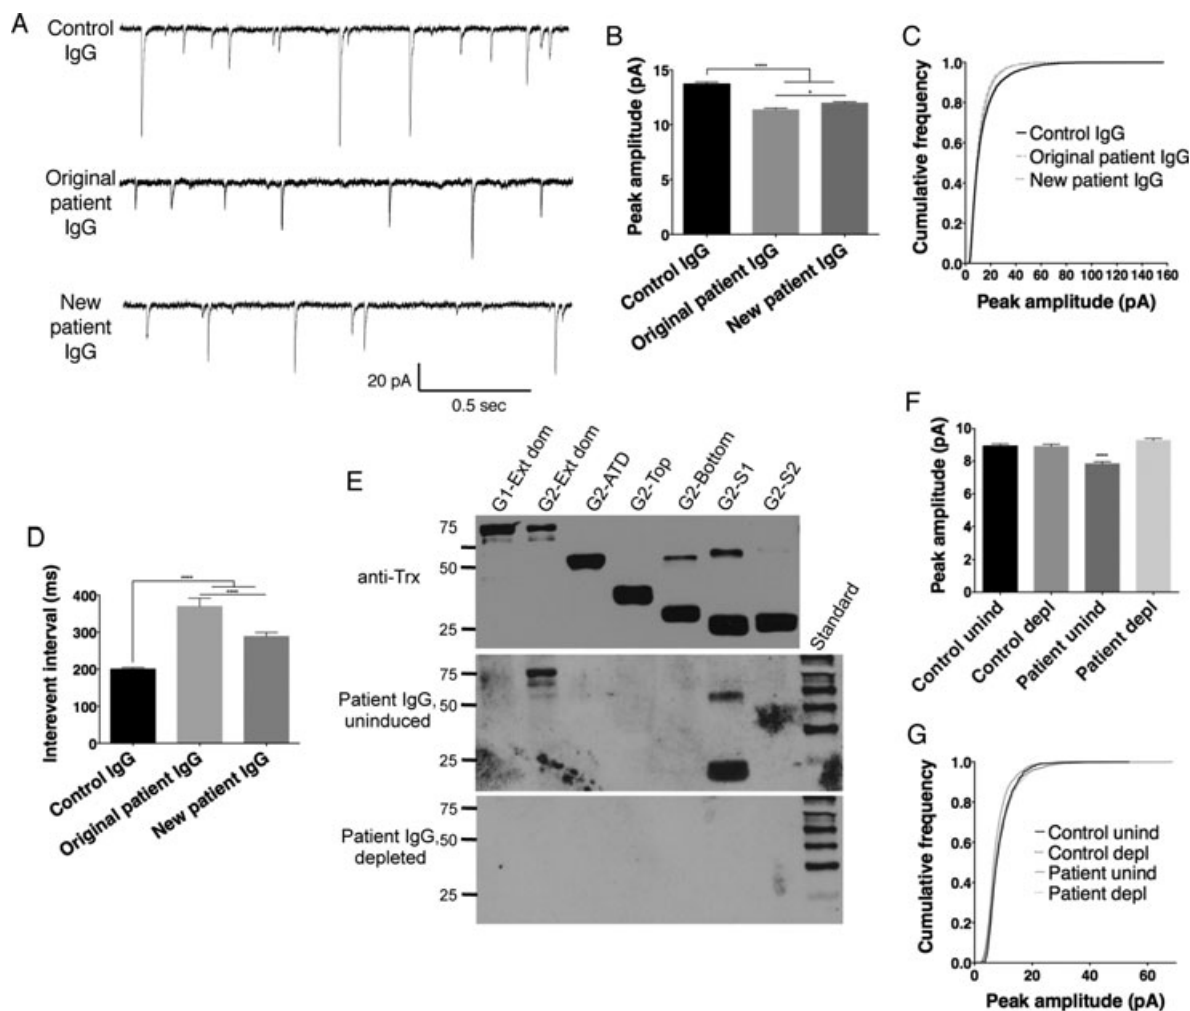 A
Control
IgG
Original
patient
IgG
New
patient
IgG
20 pA
0.5 sec
B
Peak amplitude (pA)
15
10
5
0
****
*
Control IgG
Original patient IgG
New patient IgG
C
Cumulative frequency
1.0
0.8
0.6
0.4
0.2
0.0
Control IgG
Original patient IgG
New patient IgG
0 20 40 60 80 100 120 140 160
Peak amplitude (pA)
D
Interevent interval (ms)
400
300
200
100
0
****
****
Control IgG
Original patient IgG
New patient IgG
E
G1-Ext dom
G2-Ext dom
G2-ATD
G2-Top
G2-Bottom
G2-S1
G2-S2
Standard
anti-Trx
75
50
25
Patient IgG,
uninduced
75
50
25
Patient IgG,
depleted
75
50
25
F
Peak amplitude (pA)
10
8
6
4
2
0
****
Control unind
Control depl
Patient unind
Patient depl
G
Cumulative frequency
1.0
0.8
0.6
0.4
0.2
0.0
Control unind
Control depl
Patient unind
Patient depl
0 20 40 60
Peak amplitude (pA)